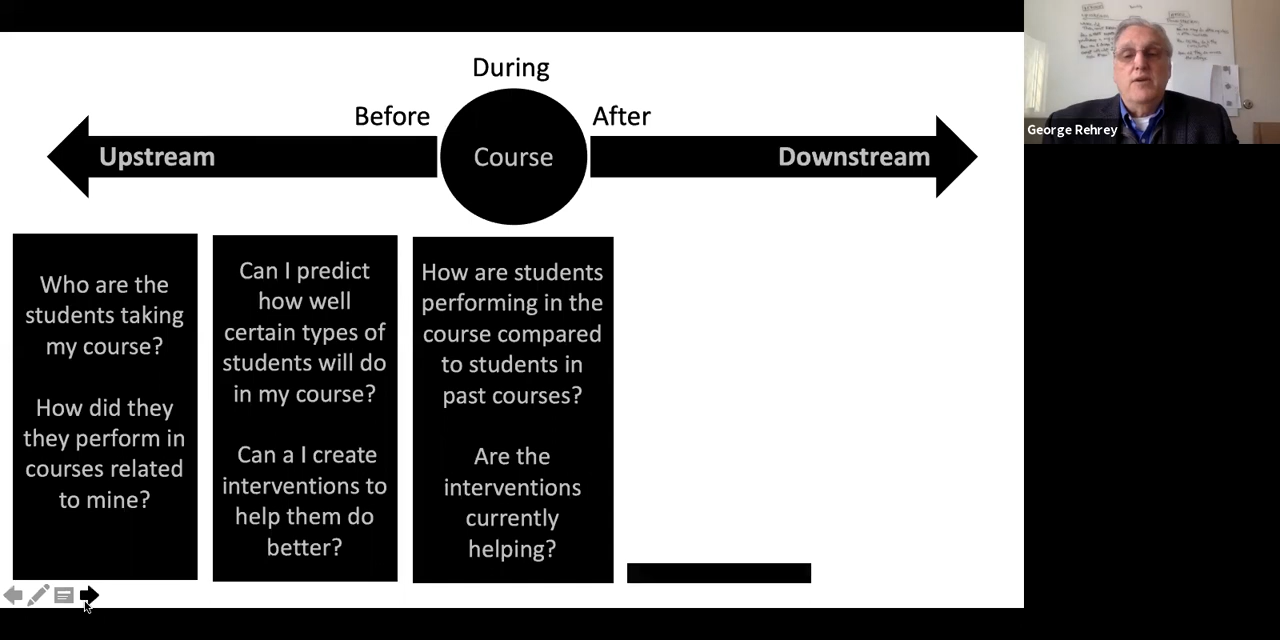 During
Before
After
Upstream
Course
Downstream
Who are the
students taking
my course?
How did they
they perform in
courses related
to mine?
Can I predict
how well
certain types of
students will do
in my course?
Can a I create
interventions to
help them do
better?
How are students
performing in the
course compared
to students in
past courses?
Are the
interventions
currently
helping?
George Rehrey